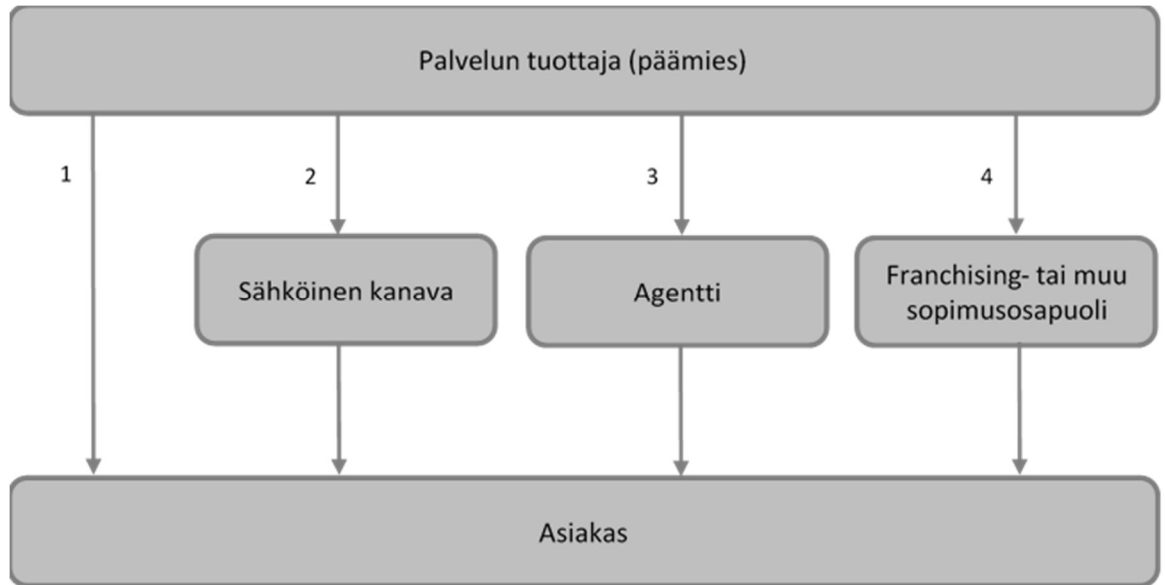 Palvelun tuottaja (päämies)
1
2
3
4
Sähköinen kanava
Agentti
Franchising- tai muu
sopimusosapuoli
Asiakas